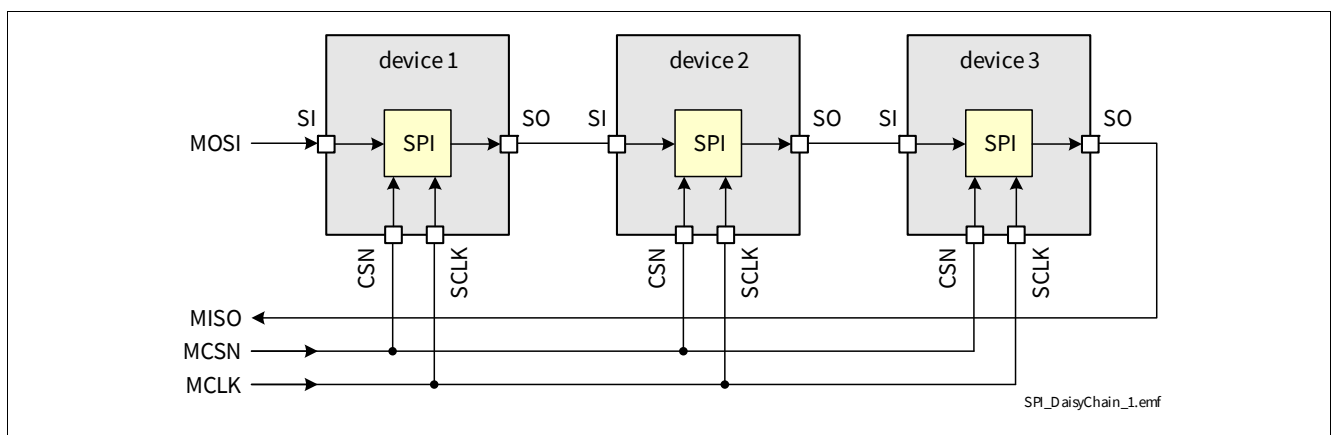 device 1
device 2
device 3
SI
SO
SI
SO
SI
SO
MOSI
SPI
SPI
SPI
CSN
SCLK
CSN
SCLK
CSN
SCLK
MISO
MCSN
MCLK
SPI_DaisyChain_1.emf